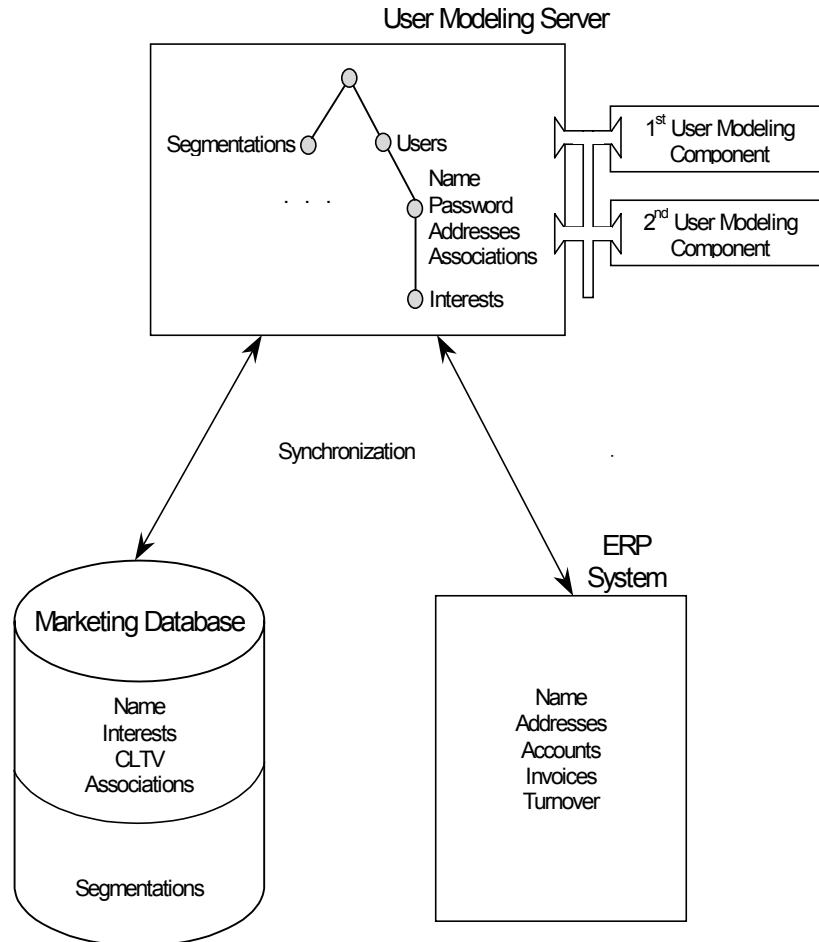 User Modeling Server
Segmentations
Users
Name
Password
Addresses
Associations
Interests
. . .
1st User Modeling
Component
2nd User Modeling
Component
Synchronization
.
ERP
System
Marketing Database
Name
Interests
CLTV
Associations
Segmentations
Name
Addresses
Accounts
Invoices
Turnover